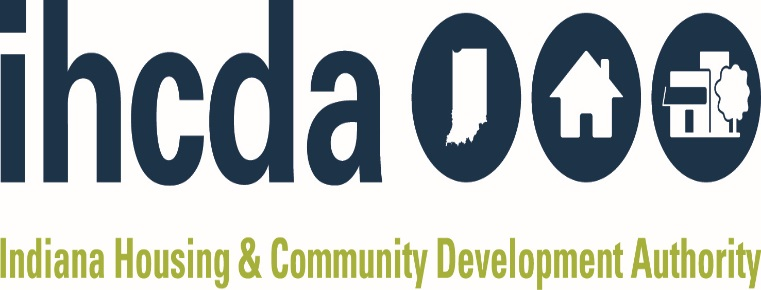 ihcda
Indiana Housing & Community Development Authority